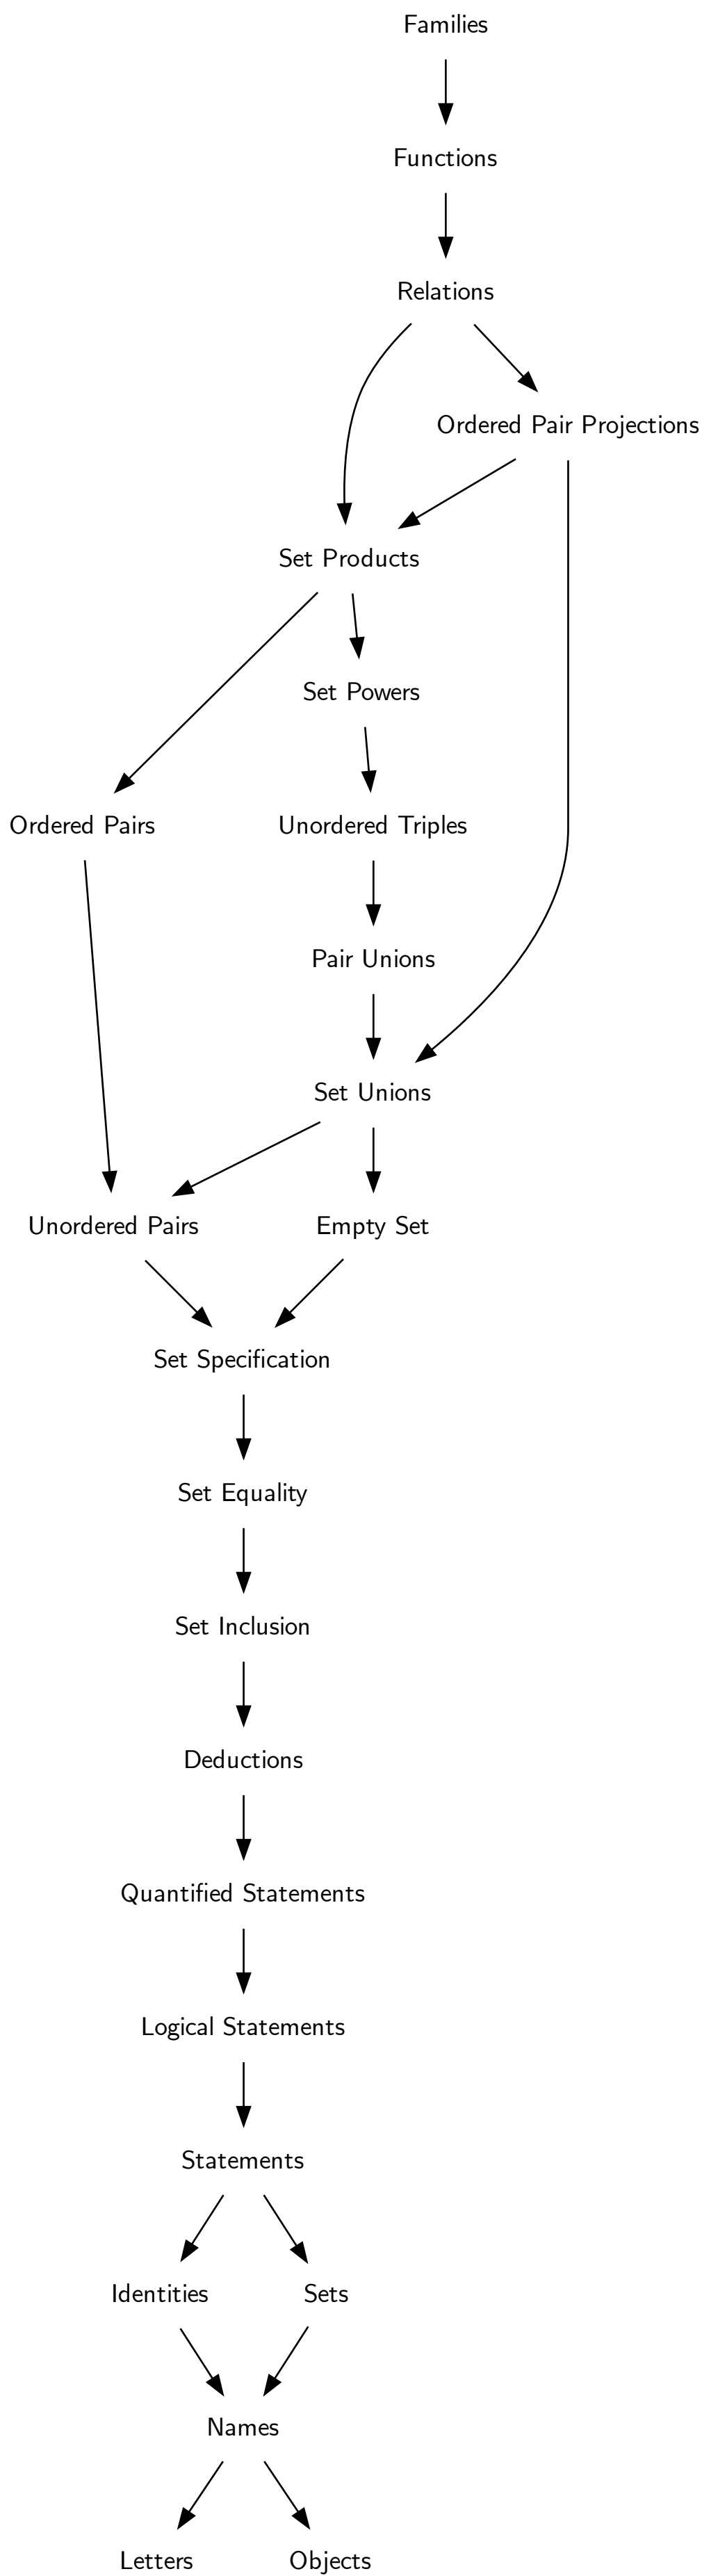 Families
Functions
Relations
Ordered Pair Projections
Set Products
Set Powers
Ordered Pairs
Unordered Triples
Pair Unions
Set Unions
Unordered Pairs
Empty Set
Set Specification
Set Equality
Set Inclusion
Deductions
Quantified Statements
Logical Statements
Statements
Identities
Sets
Names
Letters
Objects